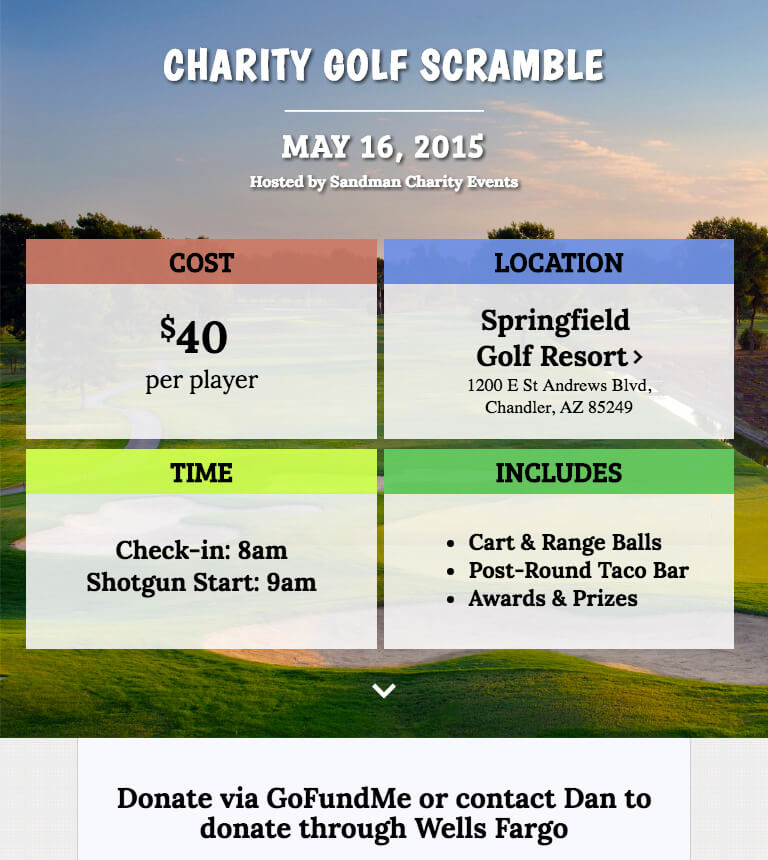 CHARITY GOLF SCRAMBLE
MAY 16, 2015
Hosted by Sandman Charity Events
COST
$40
per player
LOCATION
Springfield
Golf Resort ›
1200 E St Andrews Blvd,
Chandler, AZ 85249
TIME
Check-in: 8am
Shotgun Start: 9am
INCLUDES
• Cart & Range Balls
• Post-Round Taco Bar
• Awards & Prizes
Donate via GoFundMe or contact Dan to
donate through Wells Fargo